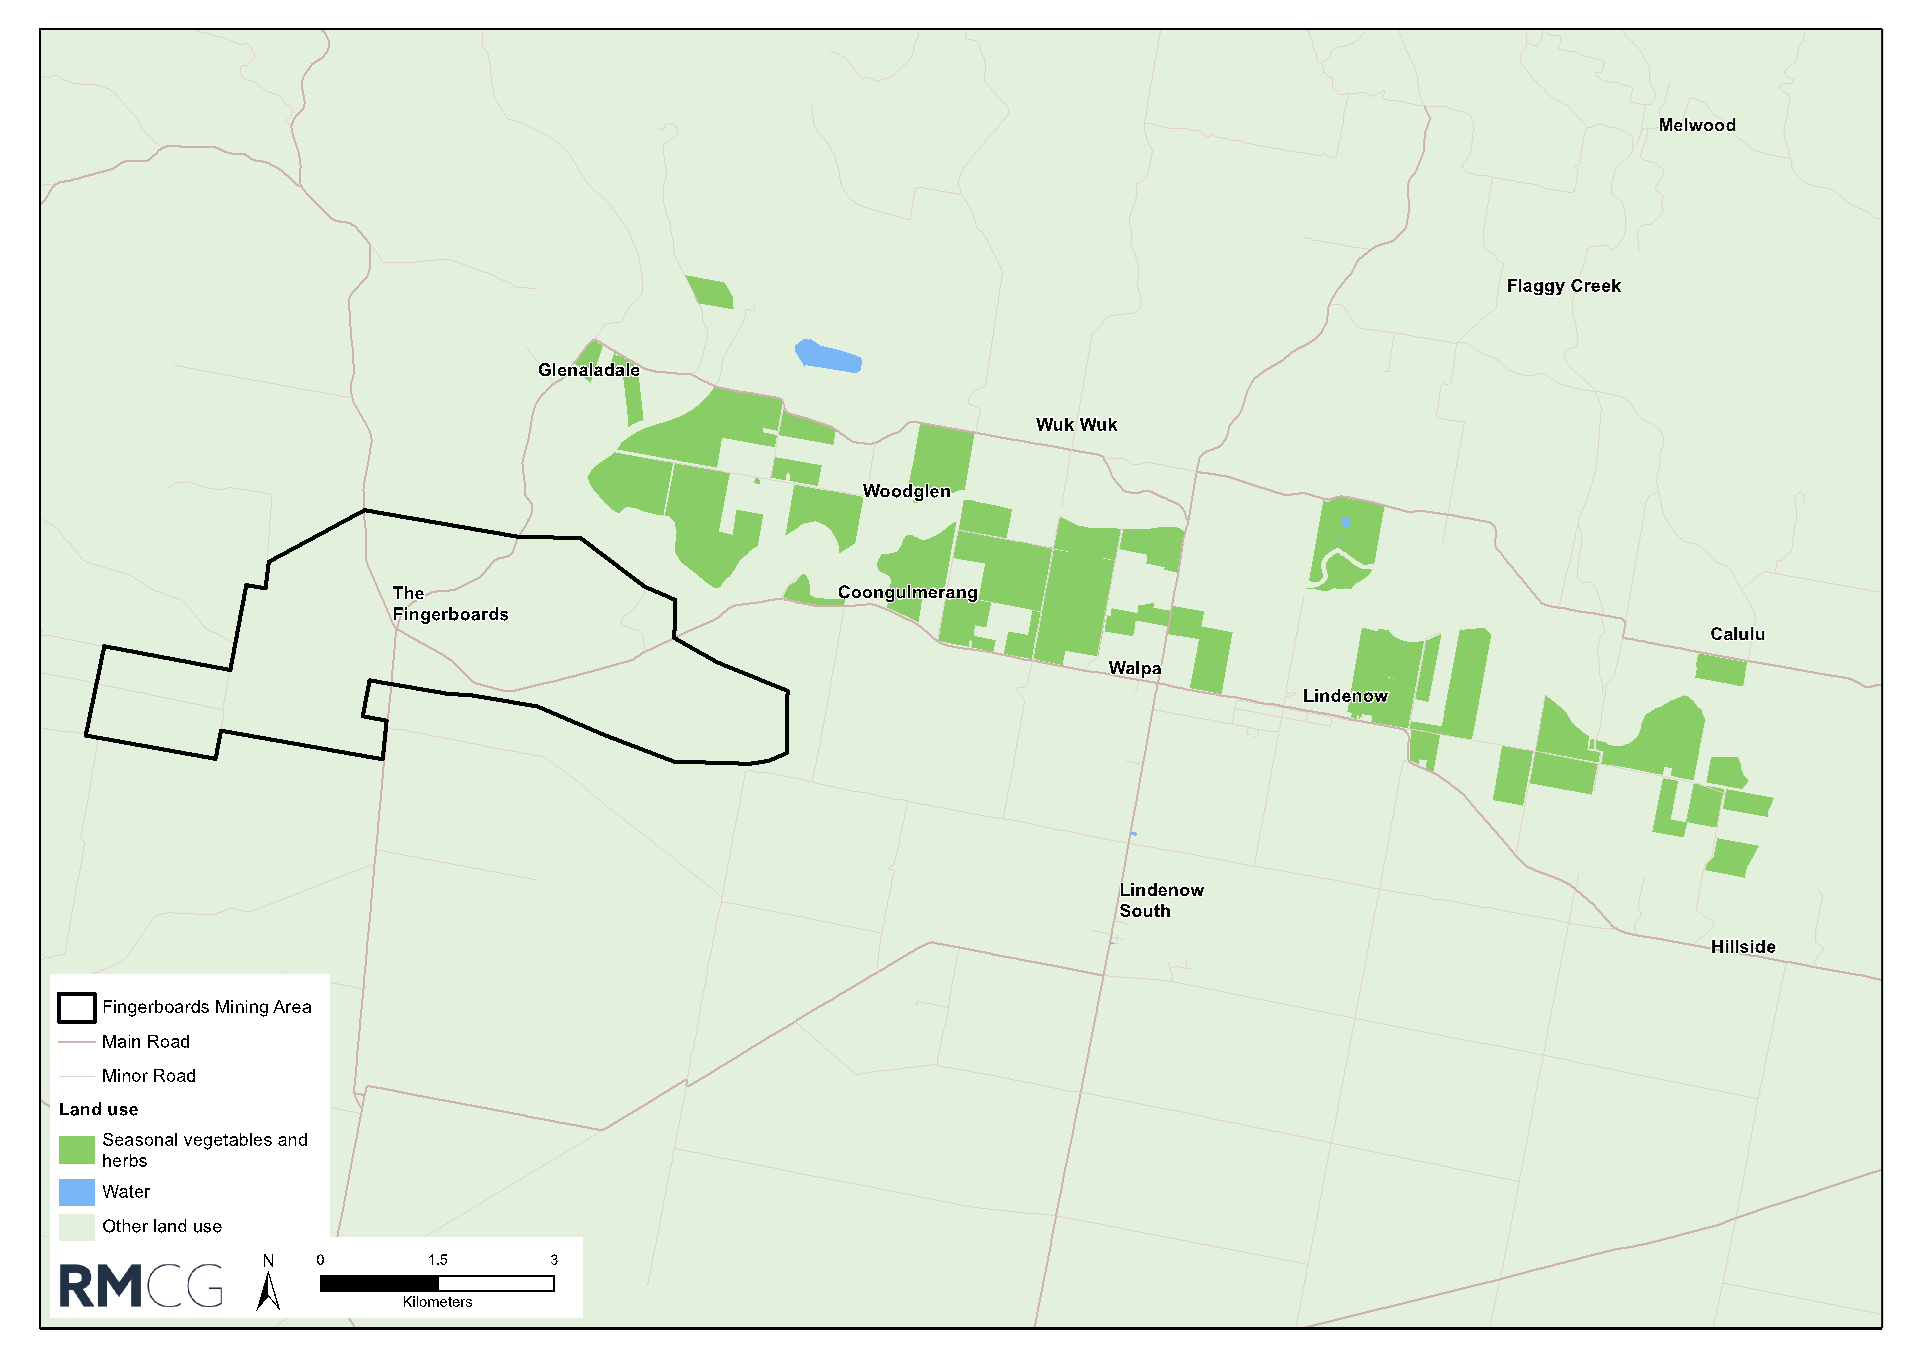 Melwood
Flaggy Creek
Glenaladale
Wuk Wuk
Woodglen
The
Fingerboards
Coongulmerang
Calulu
Walpa
Lindenow
Lindenow
South
Hillside
Fingerboards Mining Area
Main Road
Minor Road
Land use
Seasonal vegetables and
herbs
Water
Other land use
RMCG
N
0 1.5 3
Kilometers